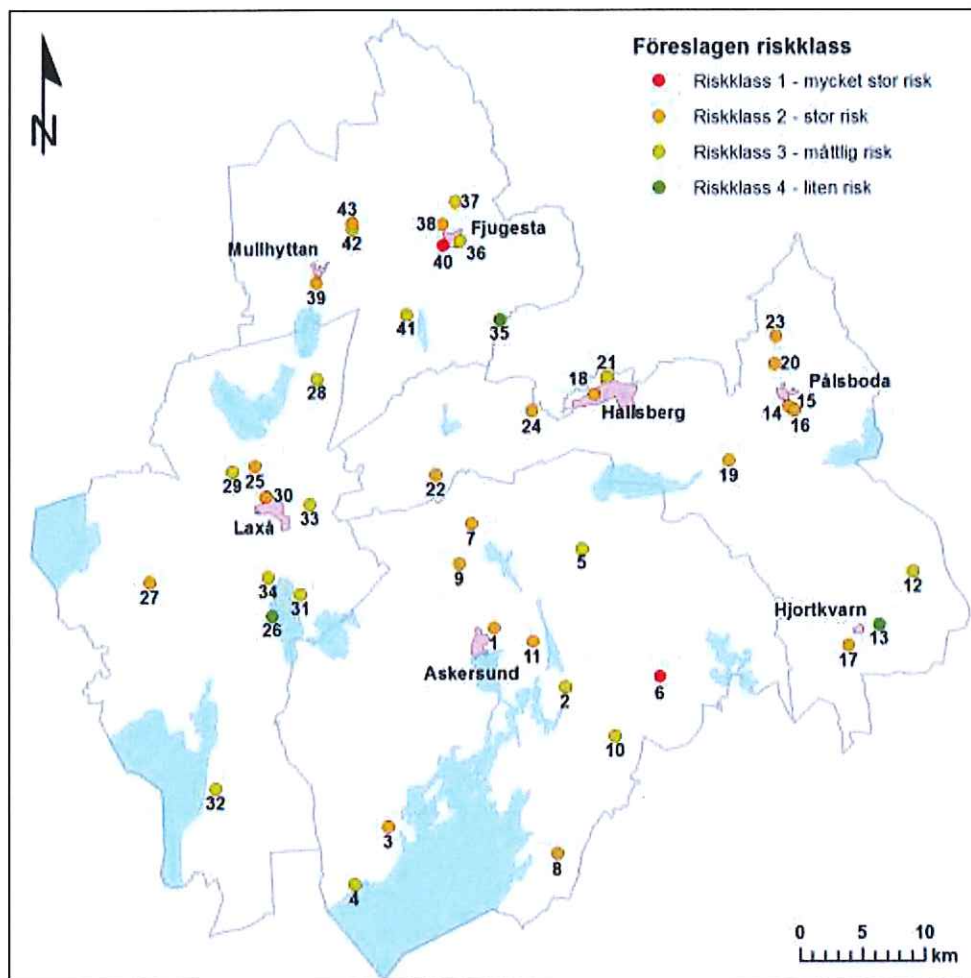 N
Föreslagen riskklass
Riskklass 1 - mycket stor risk
Riskklass 2 - stor risk
Riskklass 3 - måttlig risk
Riskklass 4 - liten risk
37
43
38
Fjugesta
42
36
Mullhyttan
40
39
23
41
35
21
20
Pålsboda
28
18
15
14
16
24
Hallsberg
25
29
22
19
30
33
Laxå
7
5
9
12
34
27
31
Hjortkvarn
26
13
1
11
17
Askersund
6
2
10
32
3
8
4
0 5 10
km